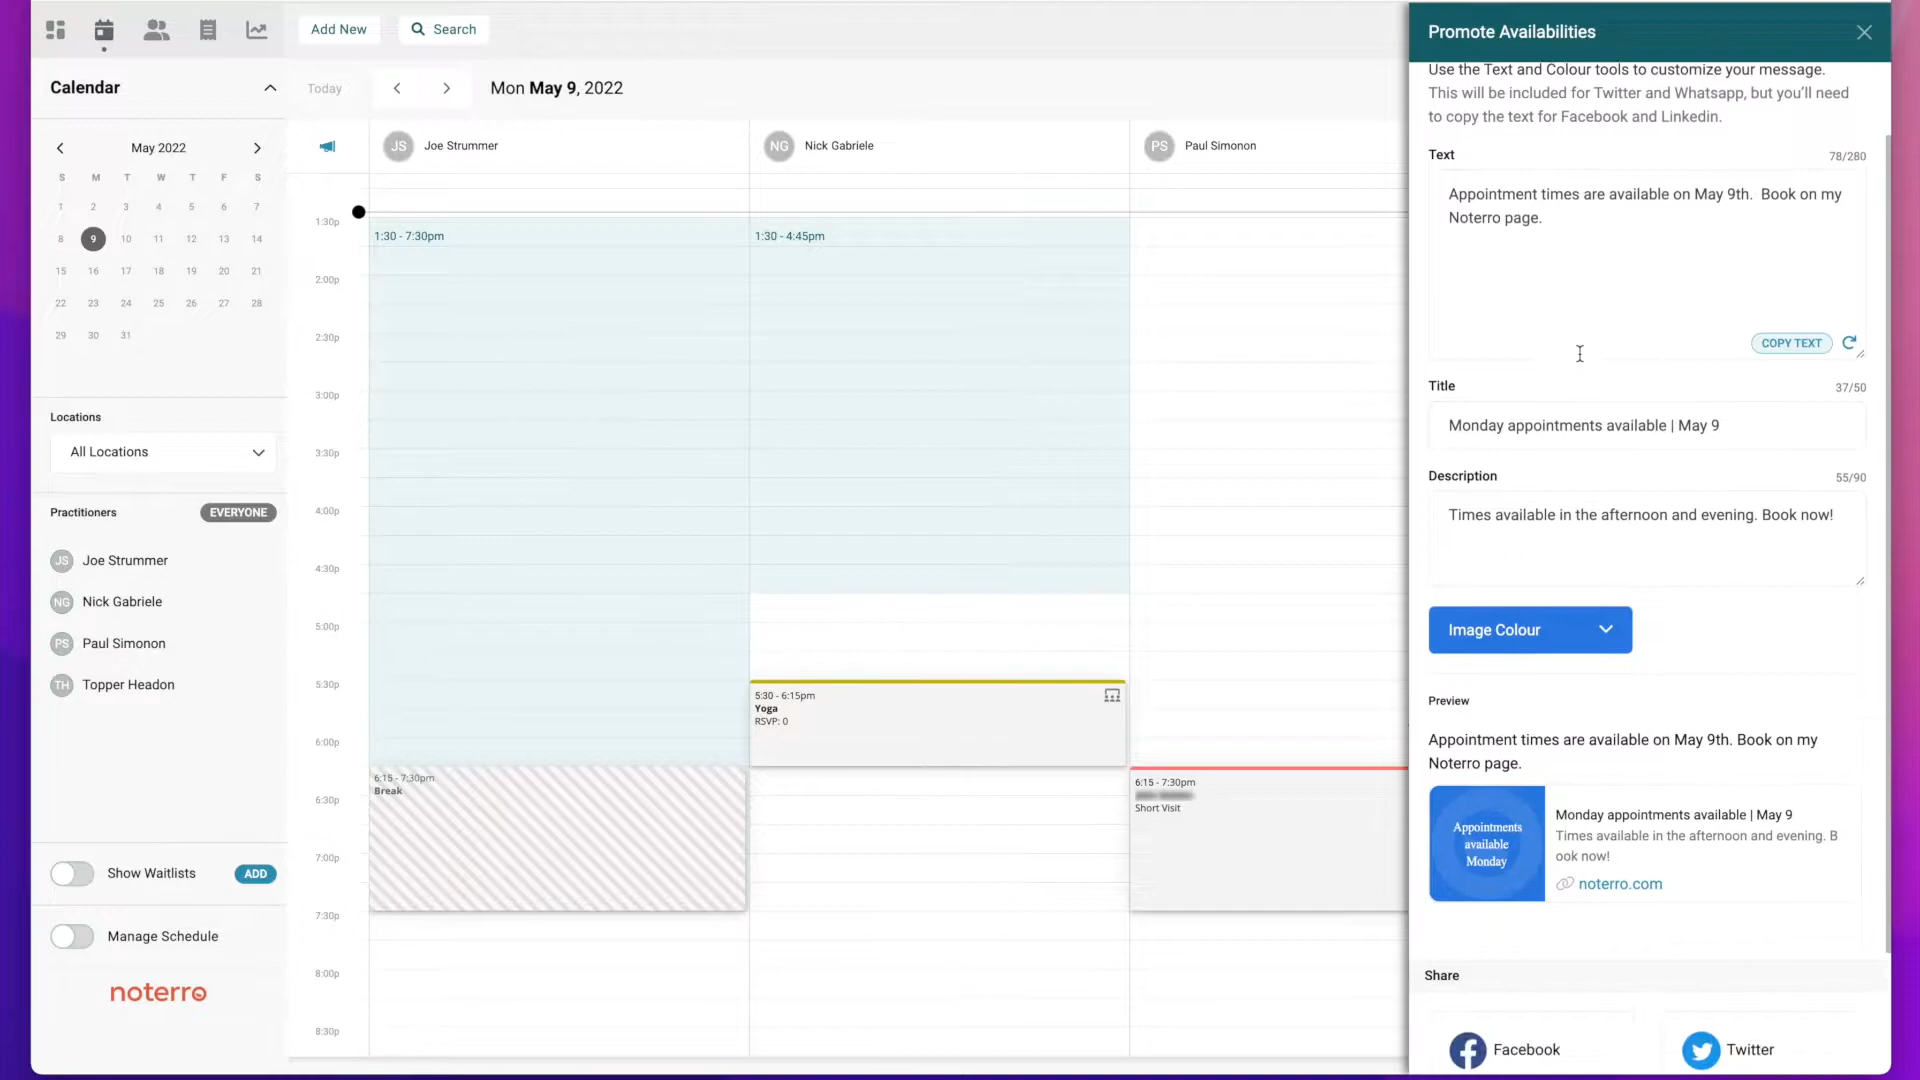 Add New
Search
Calendar
Today
Mon May 9, 2022
May 2022
S M T W T F S
1 2 3 4 5 6 7
8 9 10 11 12 13 14
15 16 17 18 19 20 21
22 23 24 25 26 27 28
29 30 31
Locations
All Locations
Practitioners
EVERYONE
JS Joe Strummer
NG Nick Gabriele
PS Paul Simonon
TH Topper Headon
Show Waitlists
ADD
Manage Schedule
noterro
JS Joe Strummer
NG Nick Gabriele
PS Paul Simonon
1:30p
2:00p
2:30p
3:00p
3:30p
4:00p
4:30p
5:00p
5:30p
6:00p
6:30p
7:00p
7:30p
8:00p
8:30p
1:30 - 7:30pm
6:15 - 7:30pm
Break
1:30 - 4:45pm
5:30 - 6:15pm
Yoga
RSVP: 0
6:15 - 7:30pm
Short Visit
Promote Availabilities
Use the Text and Colour tools to customize your message.
This will be included for Twitter and Whatsapp, but you'll need
to copy the text for Facebook and Linkedin.
Text
78/280
Appointment times are available on May 9th. Book on my
Noterro page.
COPY TEXT
Title
37/50
Monday appointments available | May 9
Description
55/90
Times available in the afternoon and evening. Book now!
Image Colour
Preview
Appointment times are available on May 9th. Book on my
Noterro page.
Appointments
available
Monday
Monday appointments available | May 9
Times available in the afternoon and evening. B
ook now!
noterro.com
Share
Facebook
Twitter